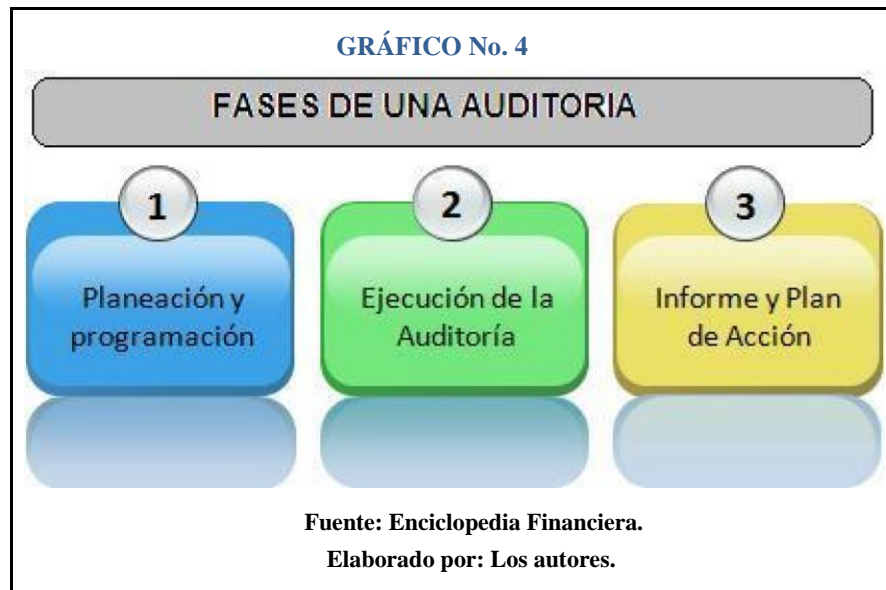 GRÁFICO No. 4
FASES DE UNA AUDITORIA
1
Planeación y
programación
2
Ejecución de la
Auditoría
3
Informe y Plan
de Acción
Fuente: Enciclopedia Financiera.
Elaborado por: Los autores.